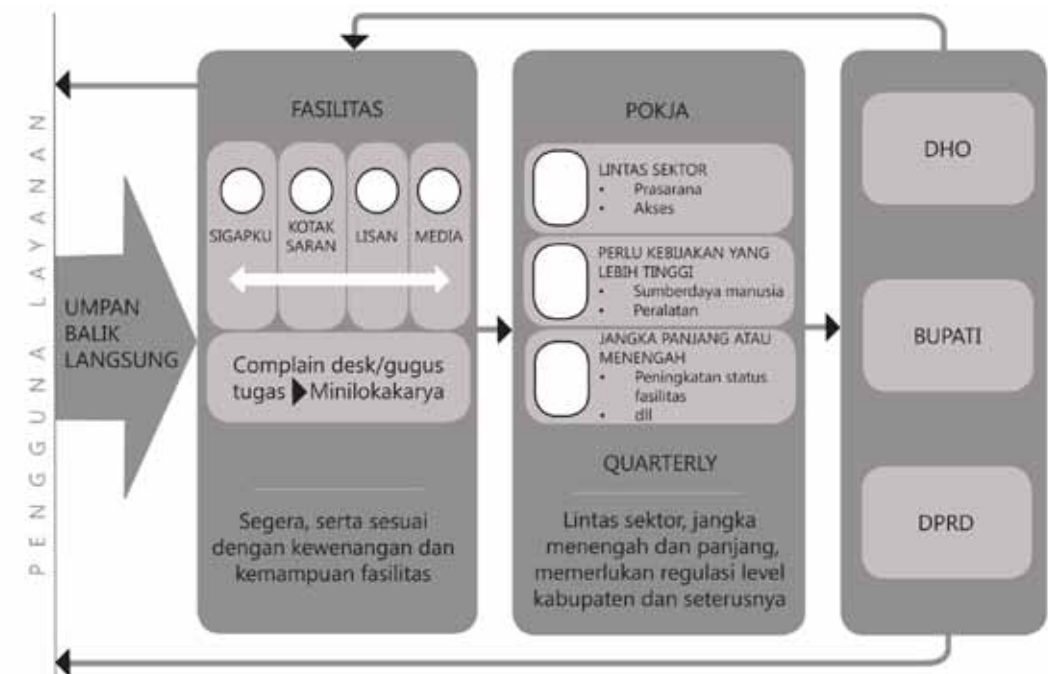 PENGGUNA LAYANAN
UMPAN
BALIK
LANGSUNG
FASILITAS
SIGAPKU
KOTAK
SARAN
LISAN
MEDIA
Complain desk/gugus
tugas ▶ Minilokakarya
Segera, serta sesuai
dengan kewenangan dan
kemampuan fasilitas
POKJA
LINTAS SEKTOR
• Prasarana
• Akses
PERLU KEBIJAKAN YANG
LEBIH TINGGI
• Sumberdaya manusia
• Peralatan
JANGKA PANJANG ATAU
MENENGAH
• Peningkatan status
fasilitas
• dll
QUARTERLY
Lintas sektor, jangka
menengah dan panjang,
memerlukan regulasi level
kabupaten dan seterusnya
DHO
BUPATI
DPRD